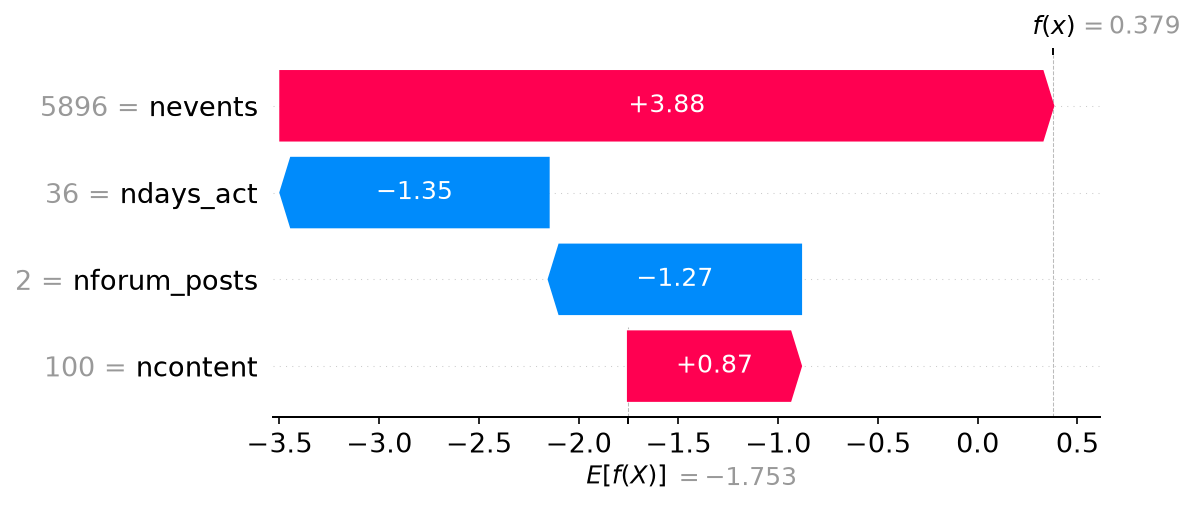 f(x) = 0.379
5896 = nevents
+3.88
36 = ndays_act
−1.35
2 = nforum_posts
−1.27
100 = ncontent
+0.87
−3.5 −3.0 −2.5 −2.0 −1.5 −1.0 −0.5 0.0 0.5
E[f(X)] = −1.753